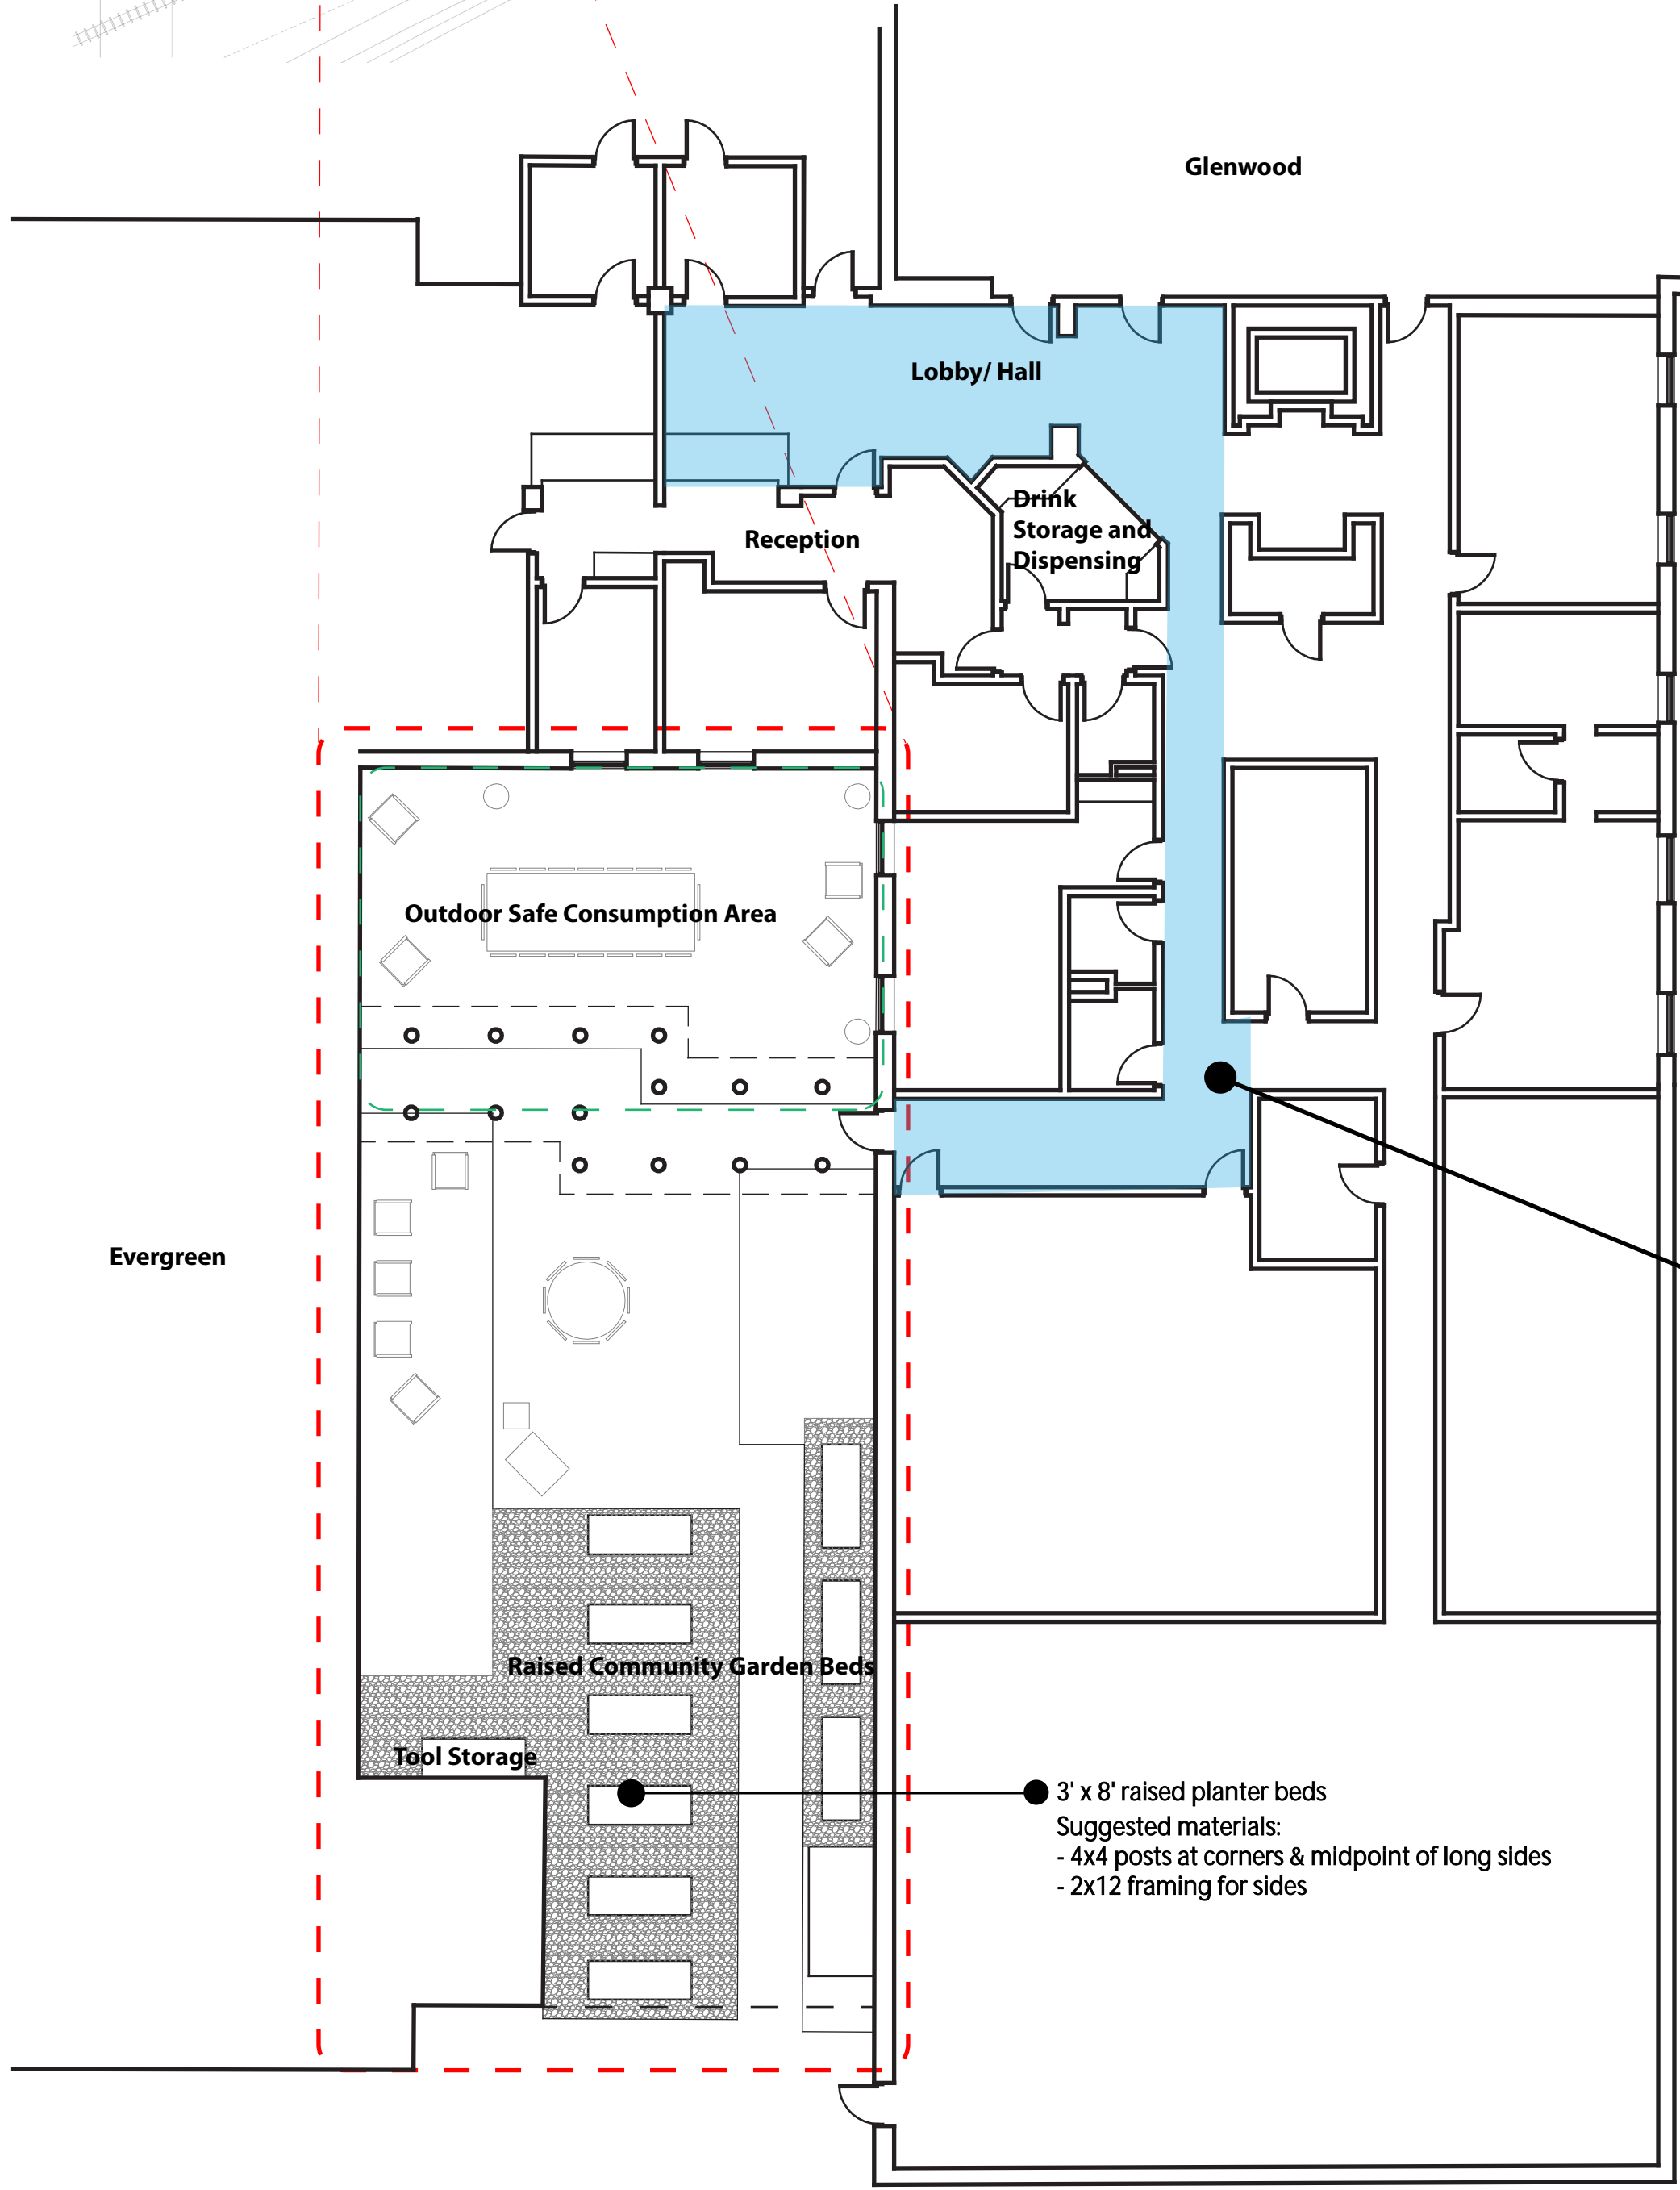 Glenwood
Lobby/ Hall
Drink
Storage and
Dispensing
Reception
Outdoor Safe Consumption Area
Evergreen
Raised Community Garden Beds
Tool Storage
3' x 8' raised planter beds
Suggested materials:
- 4x4 posts at corners & midpoint of long sides
- 2x12 framing for sides